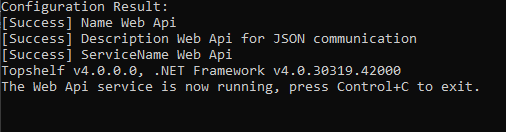 Configuration Result:
[Success] Name Web Api
[Success] Description Web Api for JSON communication
[Success] ServiceName Web Api
Topshelf v4.0.0.0, .NET Framework v4.0.30319.42000
The Web Api service is now running, press Control+C to exit.